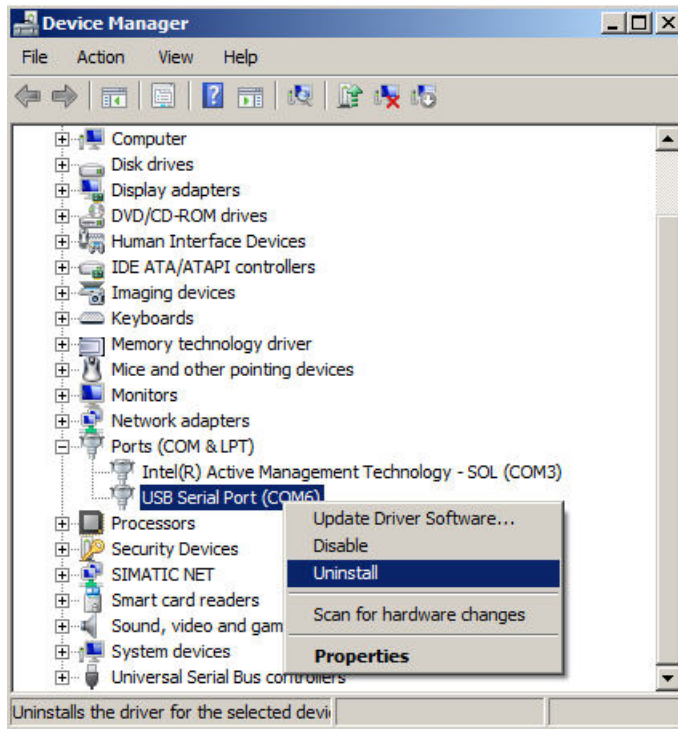 Device Manager
File Action View Help
Computer
Disk drives
Display adapters
DVD/CD-ROM drives
Human Interface Devices
IDE ATA/ATAPI controllers
Imaging devices
Keyboards
Memory technology driver
Mice and other pointing devices
Monitors
Network adapters
Ports (COM & LPT)
Intel(R) Active Management Technology - SOL (COM3)
USB Serial Port (COM6)
Processors
Security Devices
SIMATIC NET
Smart card readers
Sound, video and gam
System devices
Universal Serial Bus controllers
Update Driver Software...
Disable
Uninstall
Scan for hardware changes
Properties
Uninstalls the driver for the selected devi